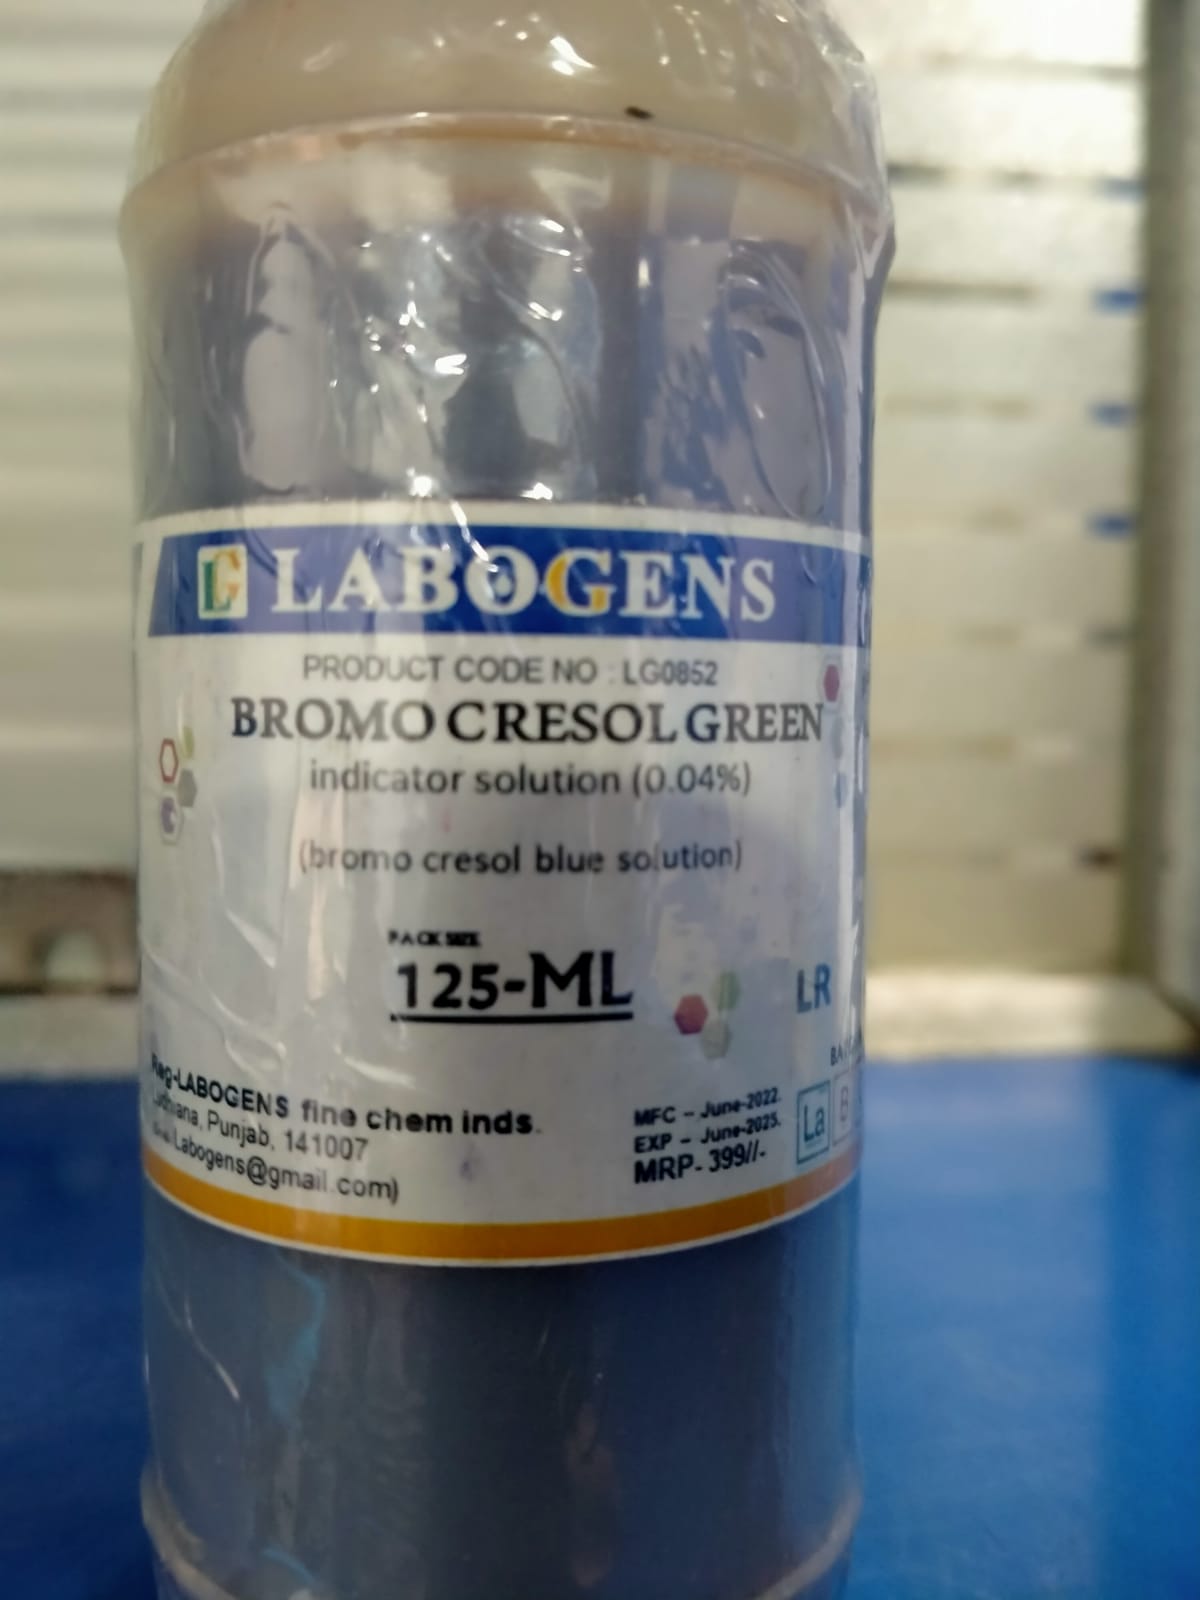 LG LABOGENS
PRODUCT CODE NO : LG0852
BROMO CRESOL GREEN
indicator solution (0.04%)
(bromo cresol blue solution)
PACK SIZE
125-ML
LR
Reg-LABOGENS fine chem inds.
Punjab, 141007
Labogens@gmail.com)
MFC - June-2022.
EXP - June-2025.
MRP- 399//-
La B